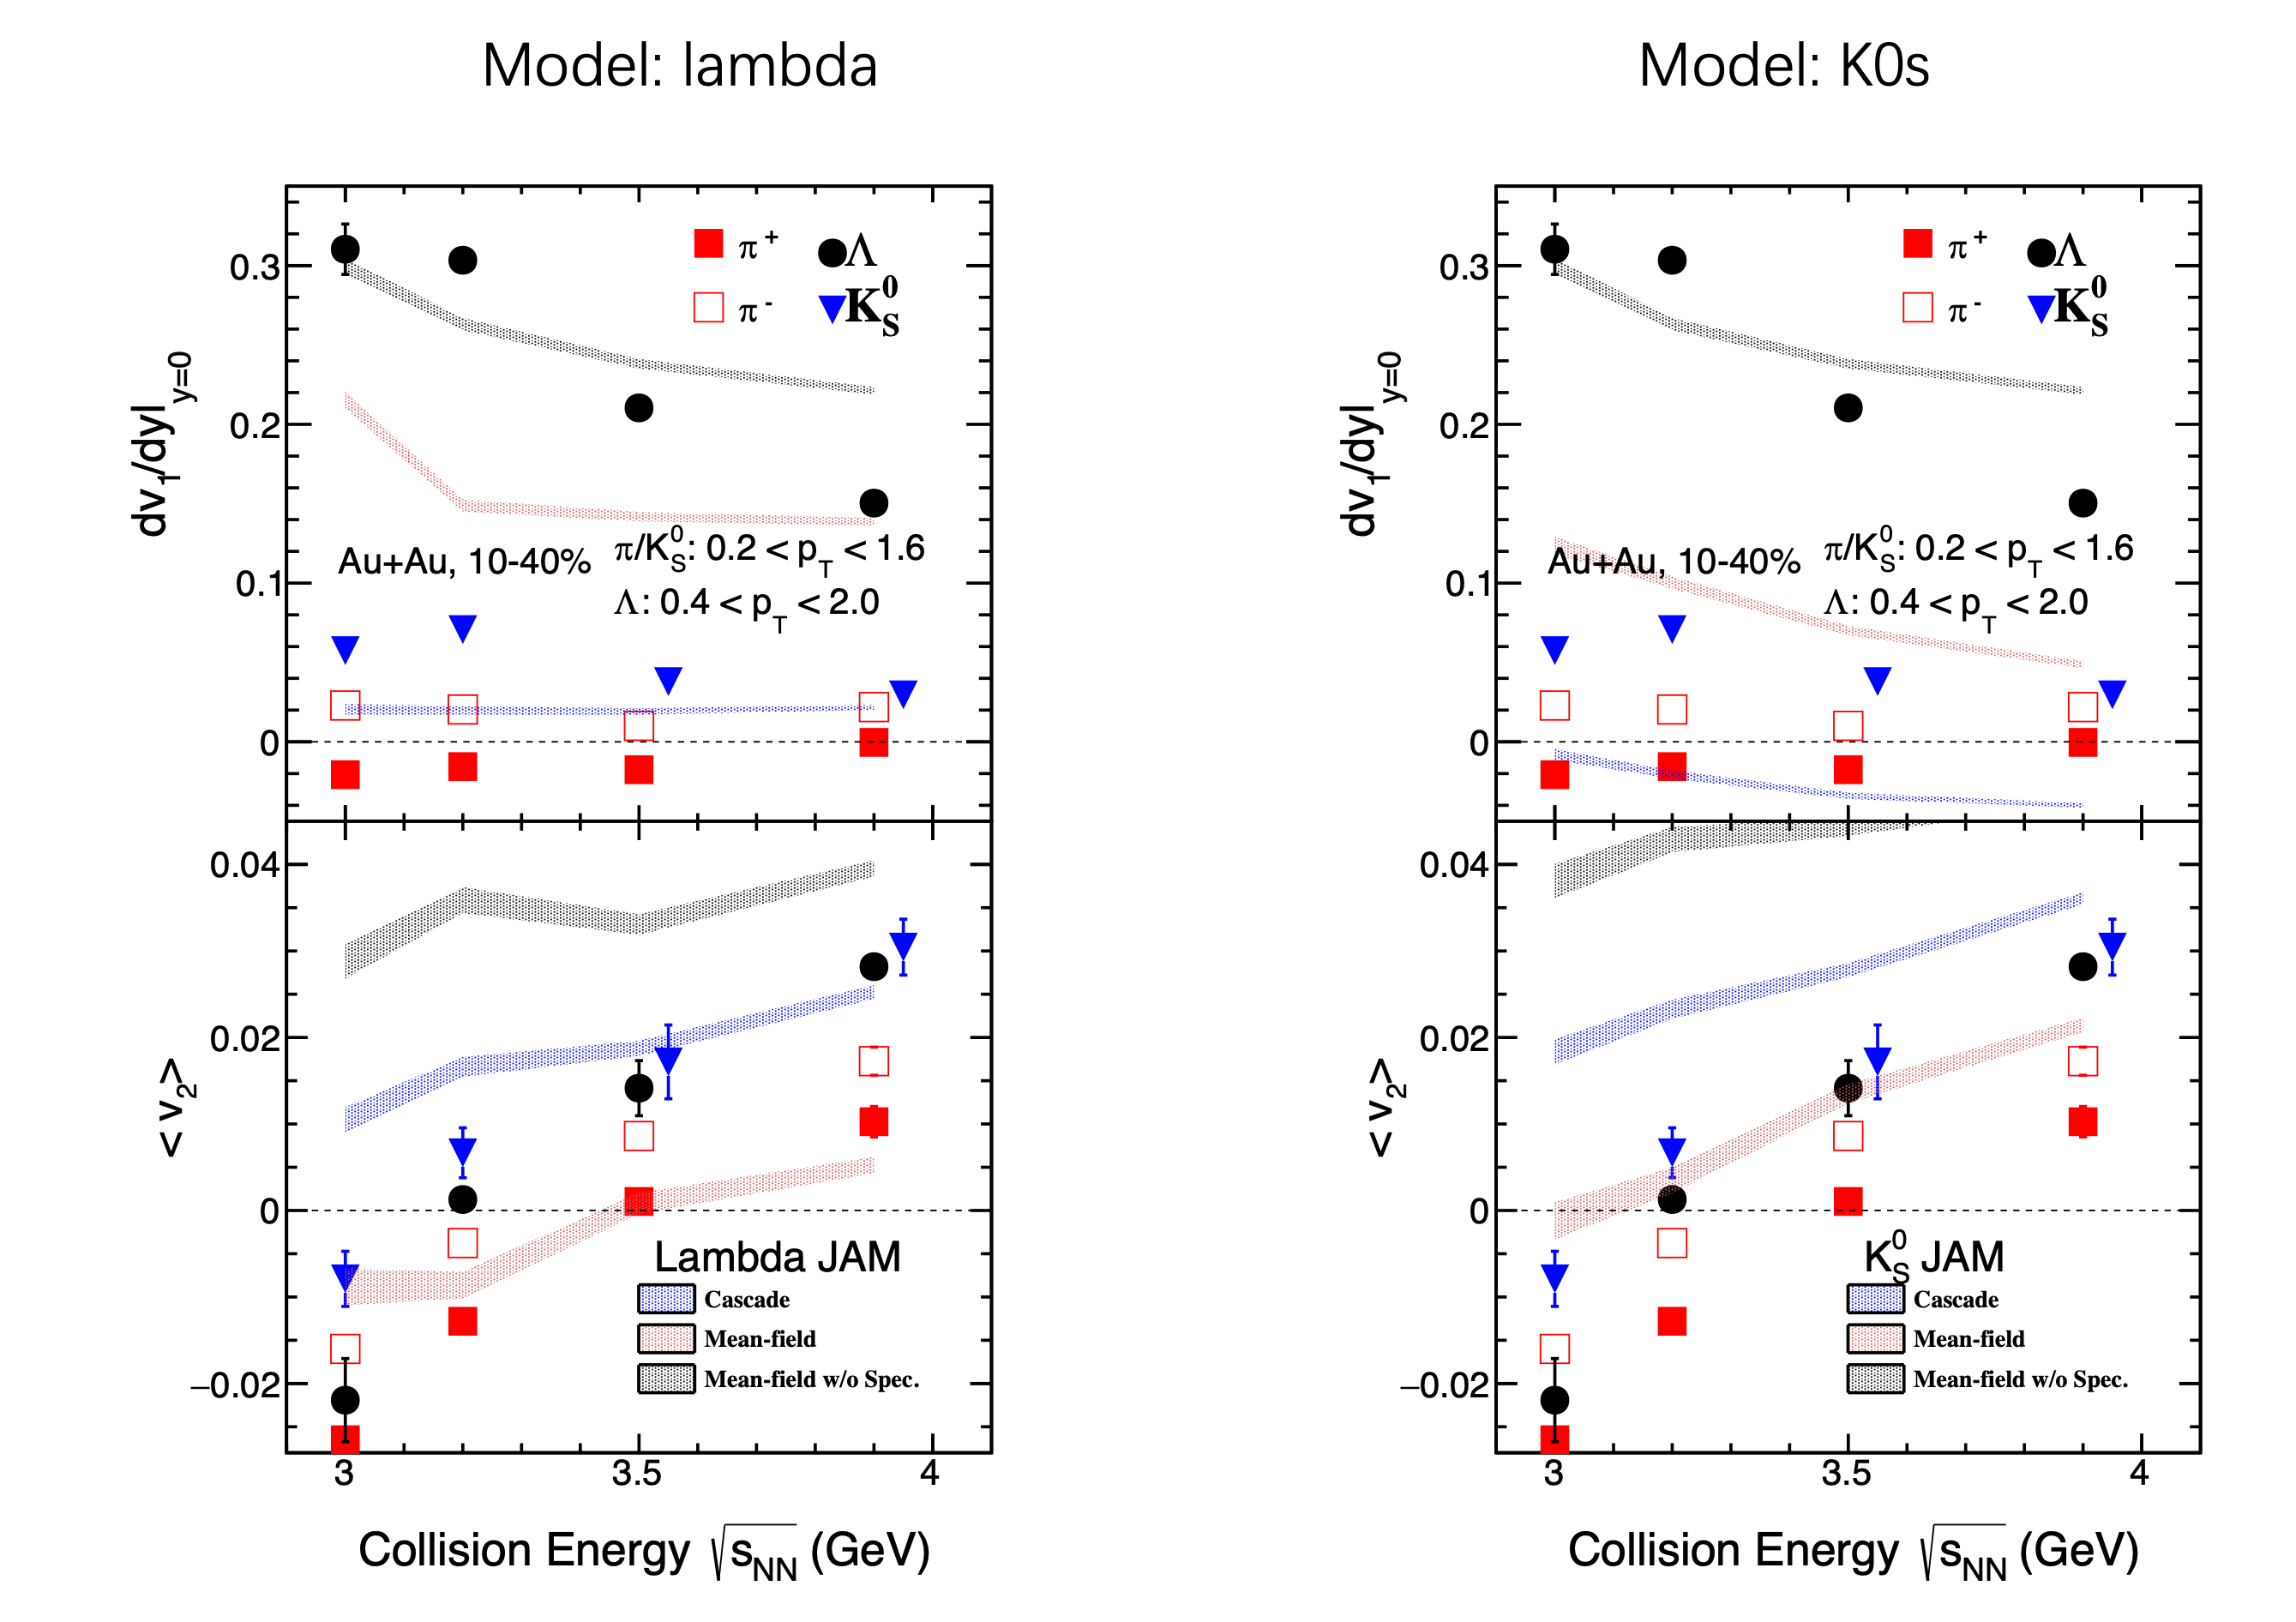 Model: lambda
Model: K0s
dv₁/dy|y=0
0.3
0.2
0.1
0
π⁺
Λ
π⁻
K⁰S
Au+Au, 10-40%
π/K⁰S: 0.2 < pT < 1.6
Λ: 0.4 < pT < 2.0
< v₂ >
0.04
0.02
0
−0.02
Lambda JAM
Cascade
Mean-field
Mean-field w/o Spec.
3
3.5
4
Collision Energy √sNN (GeV)
dv₁/dy|y=0
0.3
0.2
0.1
0
π⁺
Λ
π⁻
K⁰S
Au+Au, 10-40%
π/K⁰S: 0.2 < pT < 1.6
Λ: 0.4 < pT < 2.0
< v₂ >
0.04
0.02
0
−0.02
K⁰S JAM
Cascade
Mean-field
Mean-field w/o Spec.
3
3.5
4
Collision Energy √sNN (GeV)